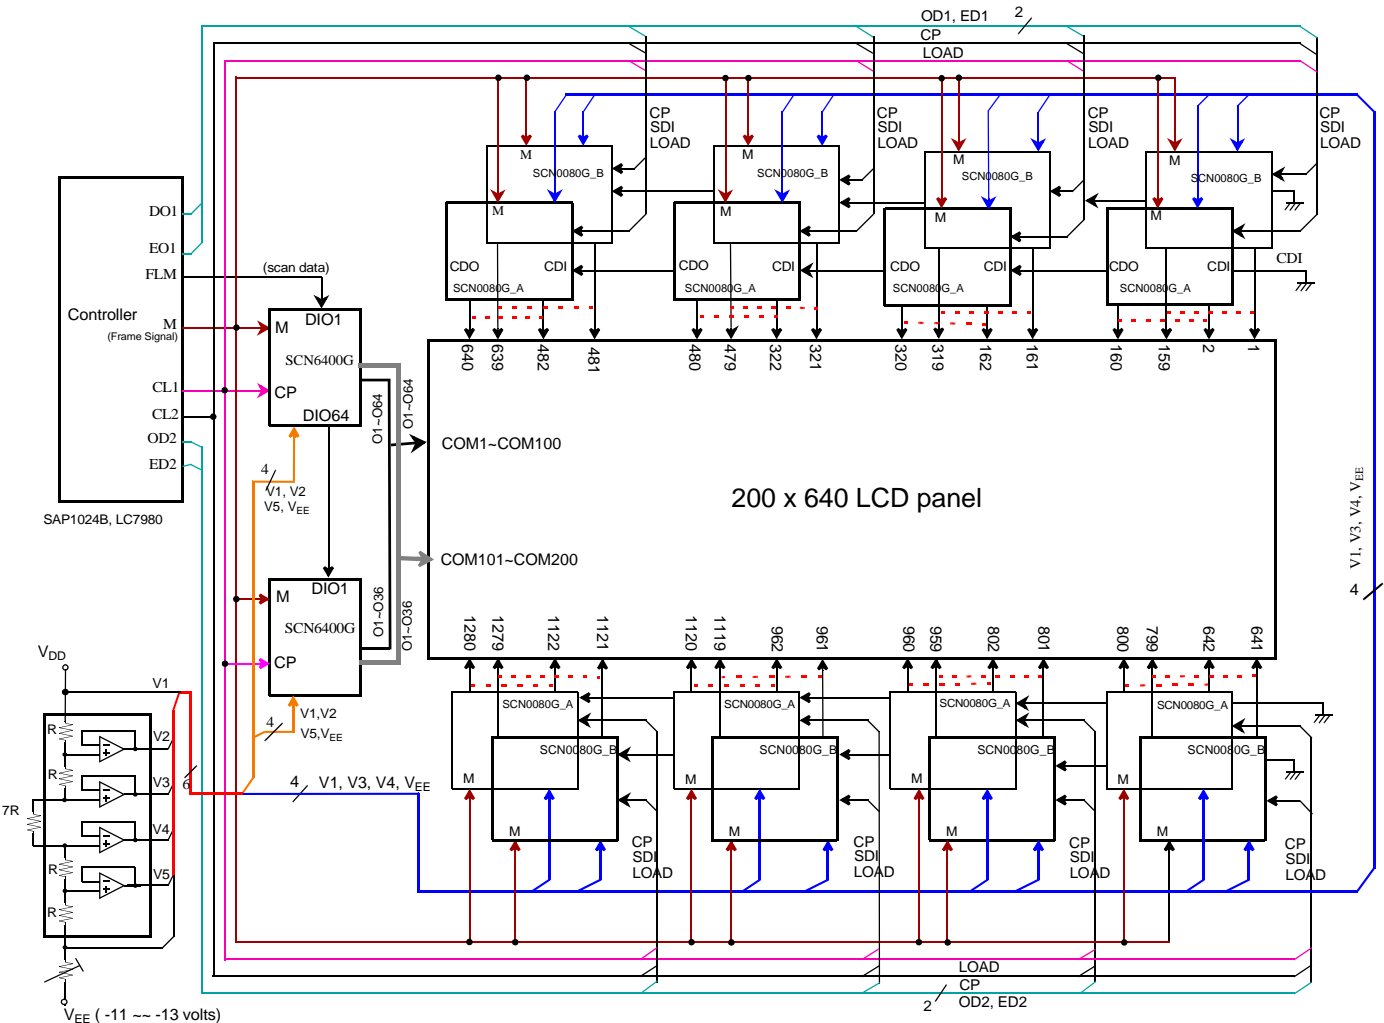 OD1, ED1
2
CP
LOAD
CP
SDI
LOAD
CP
SDI
LOAD
CP
SDI
LOAD
CP
SDI
LOAD
M
SCN0080G_B
M
SCN0080G_B
M
SCN0080G_B
M
SCN0080G_B
M
CDO
CDI
SCN0080G_A
M
CDO
CDI
SCN0080G_A
M
CDO
CDI
SCN0080G_A
M
CDO
CDI
SCN0080G_A
CDI
DO1
EO1
FLM
M
CL1
CL2
OD2
ED2
Controller
(Frame Signal)
SAP1024B, LC7980
(scan data)
DIO1
M
SCN6400G
CP
DIO64
O1~O64
O1~O64
4
V1, V2
V5, VEE
DIO1
M
SCN6400G
CP
O1~O36
O1~O36
4
V1,V2
V5,VEE
640
639
482
481
480
479
322
321
320
319
162
161
160
159
2
1
COM1~COM100
200 x 640 LCD panel
COM101~COM200
V1, V3, V4, VEE
4
1280
1279
1122
1121
1120
1119
962
961
960
959
802
801
800
799
642
641
SCN0080G_A
SCN0080G_A
SCN0080G_A
SCN0080G_A
SCN0080G_B
SCN0080G_B
SCN0080G_B
SCN0080G_B
M
M
M
M
M
M
M
M
CP
SDI
LOAD
CP
SDI
LOAD
CP
SDI
LOAD
CP
SDI
LOAD
VDD
V1
R
V2
R
V3
7R
V4
R
V5
R
6
4
V1, V3, V4, VEE
VEE ( -11 ~~ -13 volts)
LOAD
CP
2
OD2, ED2